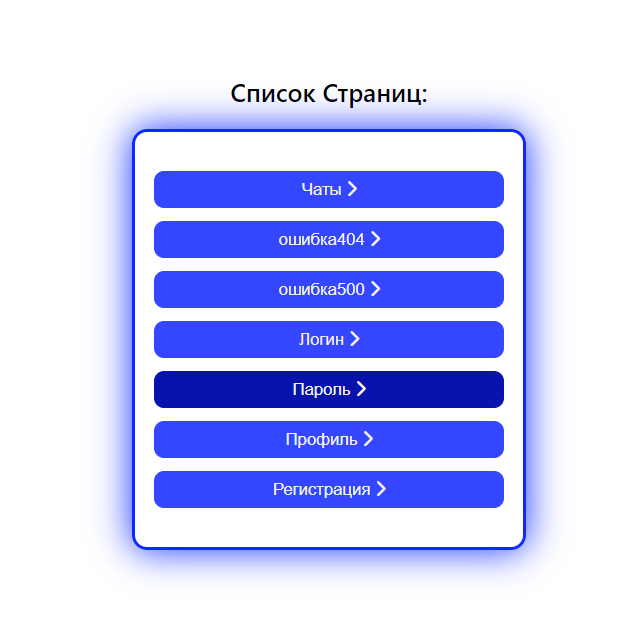 Список Страниц:
Чаты
ошибка404
ошибка500
Логин
Пароль
Профиль
Регистрация